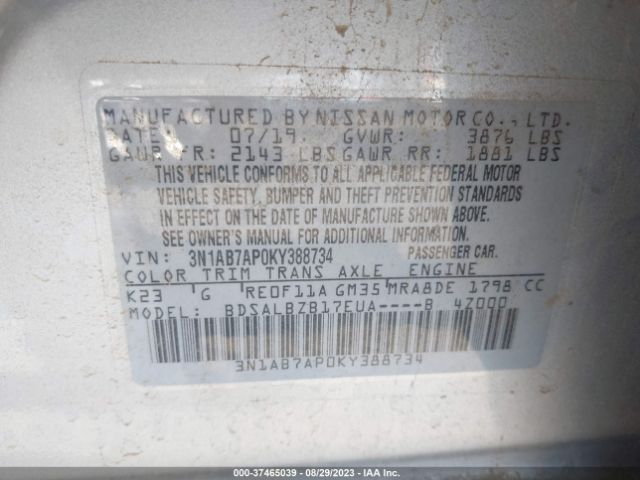 MANUFACTURED BY NISSAN MOTOR CO., LTD.
DATE: 07/19 GVWR: 3876 LBS
GAWR FR: 2143 LBS GAWR RR: 1881 LBS
THIS VEHICLE CONFORMS TO ALL APPLICABLE FEDERAL MOTOR
VEHICLE SAFETY, BUMPER AND THEFT PREVENTION STANDARDS
IN EFFECT ON THE DATE OF MANUFACTURE SHOWN ABOVE.
SEE OWNER'S MANUAL FOR ADDITIONAL INFORMATION.
VIN: 3N1AB7AP0KY388734 PASSENGER CAR.
COLOR TRIM TRANS AXLE ENGINE
K23 G RE0F11A GM35 MRA8DE 1798 CC
MODEL: BDSALBZB17EUA----B 4Z000
3N1AB7AP0KY388734
000-37465039 - 08/29/2023 - IAA, Inc.